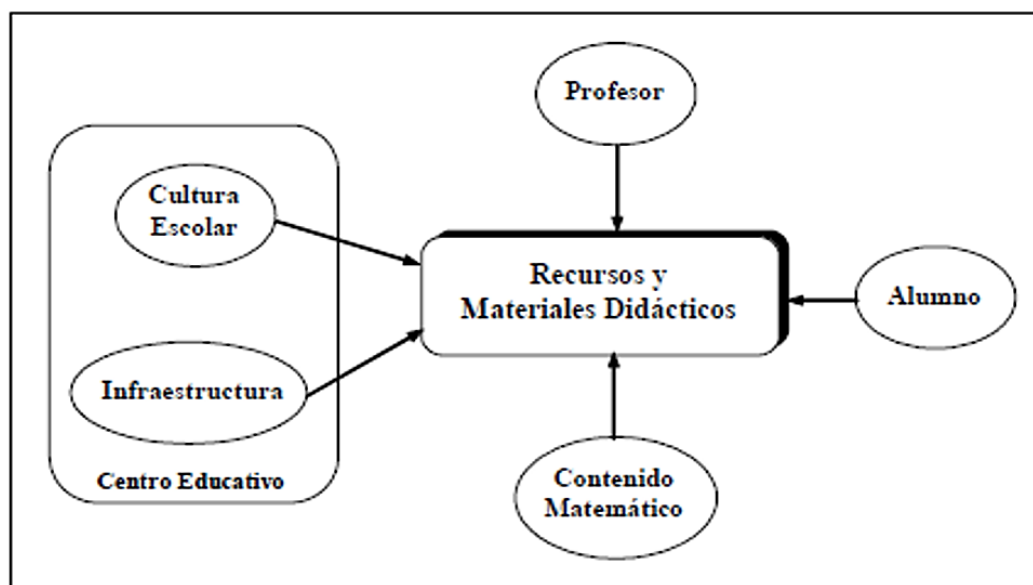 Profesor
Cultura
Escolar
Recursos y
Materiales Didácticos
Alumno
Infraestructura
Centro Educativo
Contenido
Matemático